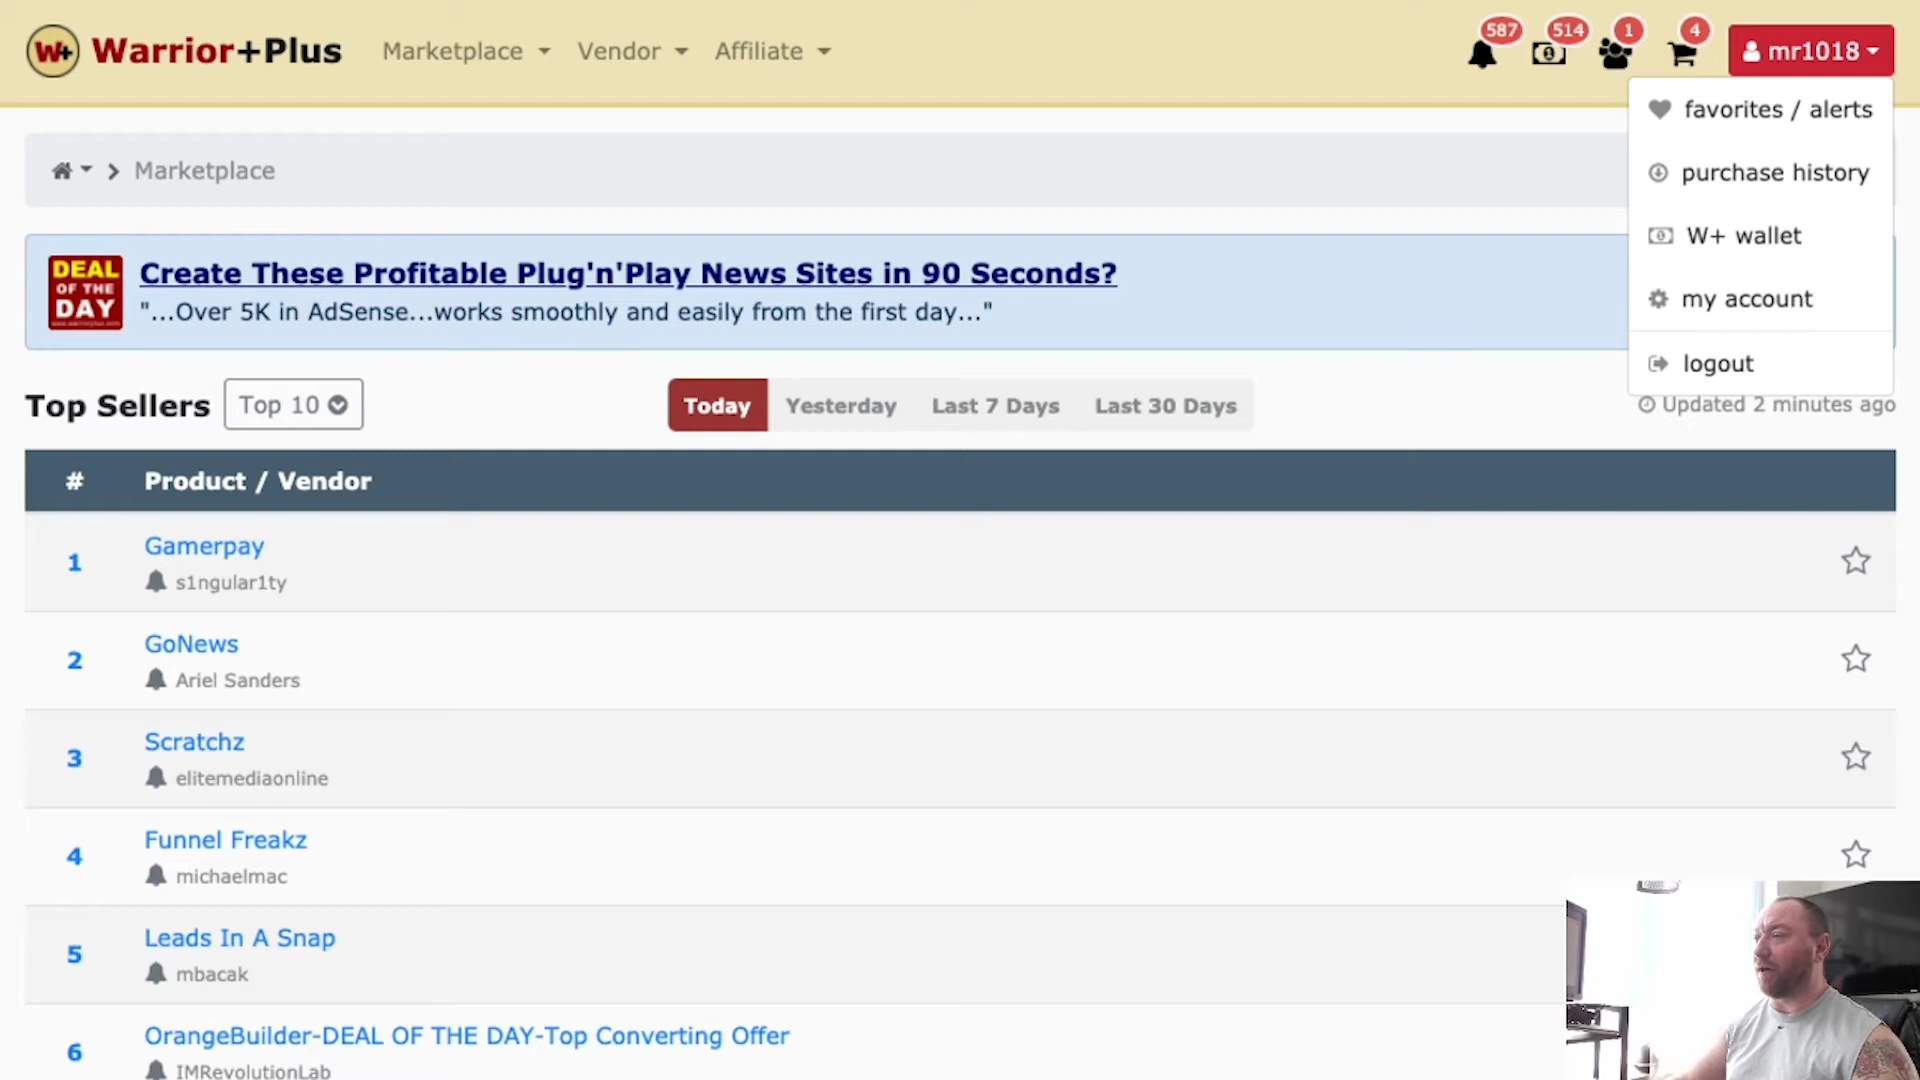 W+ Warrior+Plus Marketplace Vendor Affiliate 587 514 1 4 mr1018
favorites / alerts
purchase history
W+ wallet
my account
logout
Marketplace
DEAL
OF THE
DAY
Create These Profitable Plug'n'Play News Sites in 90 Seconds?
"...Over 5K in AdSense...works smoothly and easily from the first day..."
Top Sellers Top 10 Today Yesterday Last 7 Days Last 30 Days Updated 2 minutes ago
# Product / Vendor
1 Gamerpay
s1ngular1ty
2 GoNews
Ariel Sanders
3 Scratchz
elitemediaonline
4 Funnel Freakz
michaelmac
5 Leads In A Snap
mbacak
6 OrangeBuilder-DEAL OF THE DAY-Top Converting Offer
IMRevolutionLab